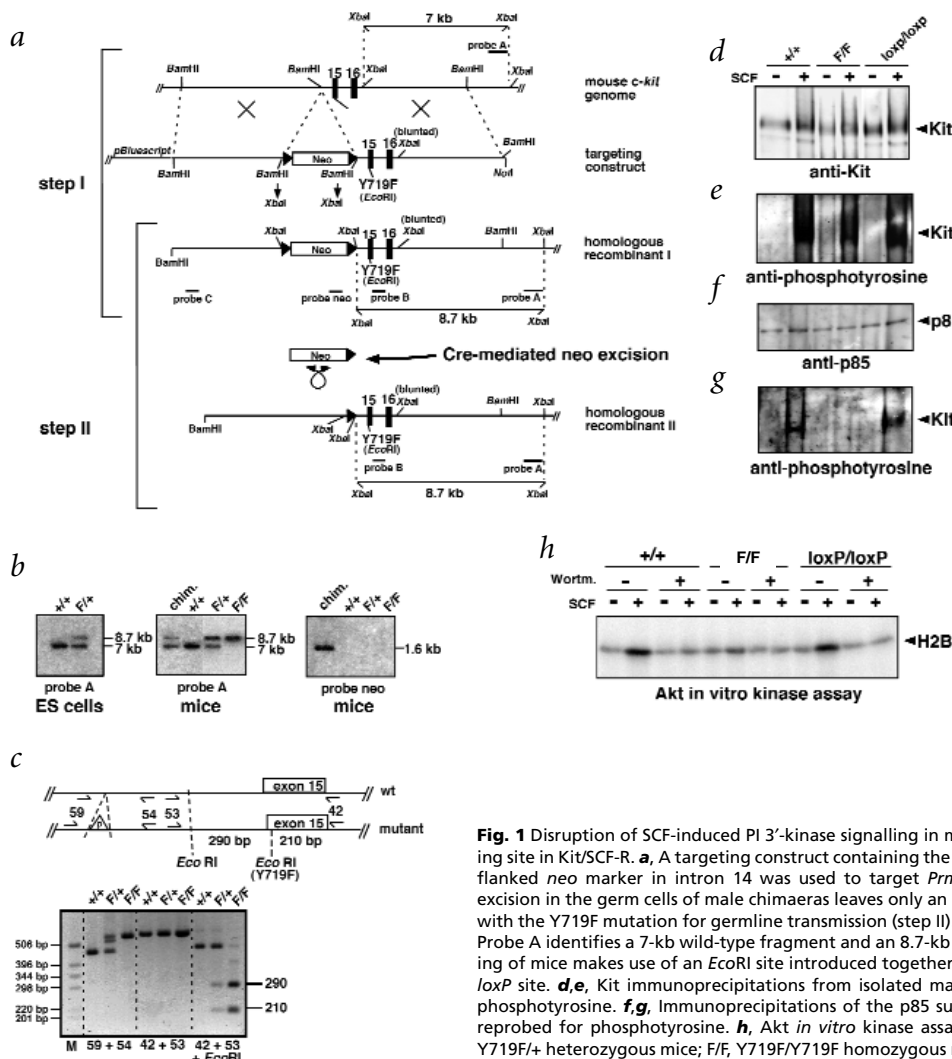 a
step I
step II
XbaI 7 kb XbaI
probe A
BamHI BamHI 15 16 XbaI BamHI
mouse c-kit
genome
pBluescript
BamHI BamHI Neo BamHI 15 16 (blunted) XbaI BamHI
NotI
XbaI XbaI
Y719F
(EcoRI)
targeting
construct
BamHI XbaI Neo XbaI 15 16 (blunted) XbaI BamHI XbaI
Y719F
(EcoRI)
homologous
recombinant I
probe C probe neo probe B probe A
XbaI 8.7 kb XbaI
Neo
Cre-mediated neo excision
BamHI XbaI XbaI 15 16 (blunted) XbaI BamHI XbaI
Y719F
(EcoRI)
homologous
recombinant II
probe B probe A
XbaI 8.7 kb XbaI
b
+/+ F/+
8.7 kb
7 kb
probe A
ES cells
chim. +/+ F/+ F/F
8.7 kb
7 kb
probe A
mice
chim. +/+ F/+ F/F
1.6 kb
probe neo
mice
c
exon 15 wt
59 54 53 42
P exon 15 mutant
290 bp 210 bp
Eco RI Eco RI
(Y719F)
+/+ F/+ F/F +/+ F/+ F/F +/+ F/+ F/F
506 bp
396 bp
344 bp
298 bp
220 bp
201 bp
290
210
M 59 + 54 42 + 53 42 + 53
+ EcoRI
d
+/+ F/F loxp/loxp
SCF - + - + - +
Kit
anti-Kit
e
Kit
anti-phosphotyrosine
f
p8
anti-p85
g
Kit
anti-phosphotyrosine
h
+/+ F/F loxP/loxP
Wortm. - + - + - +
SCF - + - + - + - + - + - +
H2B
Akt in vitro kinase assay
Fig. 1 Disruption of SCF-induced PI 3′-kinase signalling in m
ing site in Kit/SCF-R. a, A targeting construct containing the
flanked neo marker in intron 14 was used to target Prn
excision in the germ cells of male chimaeras leaves only an
with the Y719F mutation for germline transmission (step II)
Probe A identifies a 7-kb wild-type fragment and an 8.7-kb
ing of mice makes use of an EcoRI site introduced together
loxP site. d,e, Kit immunoprecipitations from isolated ma
phosphotyrosine. f,g, Immunoprecipitations of the p85 su
reprobed for phosphotyrosine. h, Akt in vitro kinase assa
Y719F/+ heterozygous mice; F/F, Y719F/Y719F homozygous